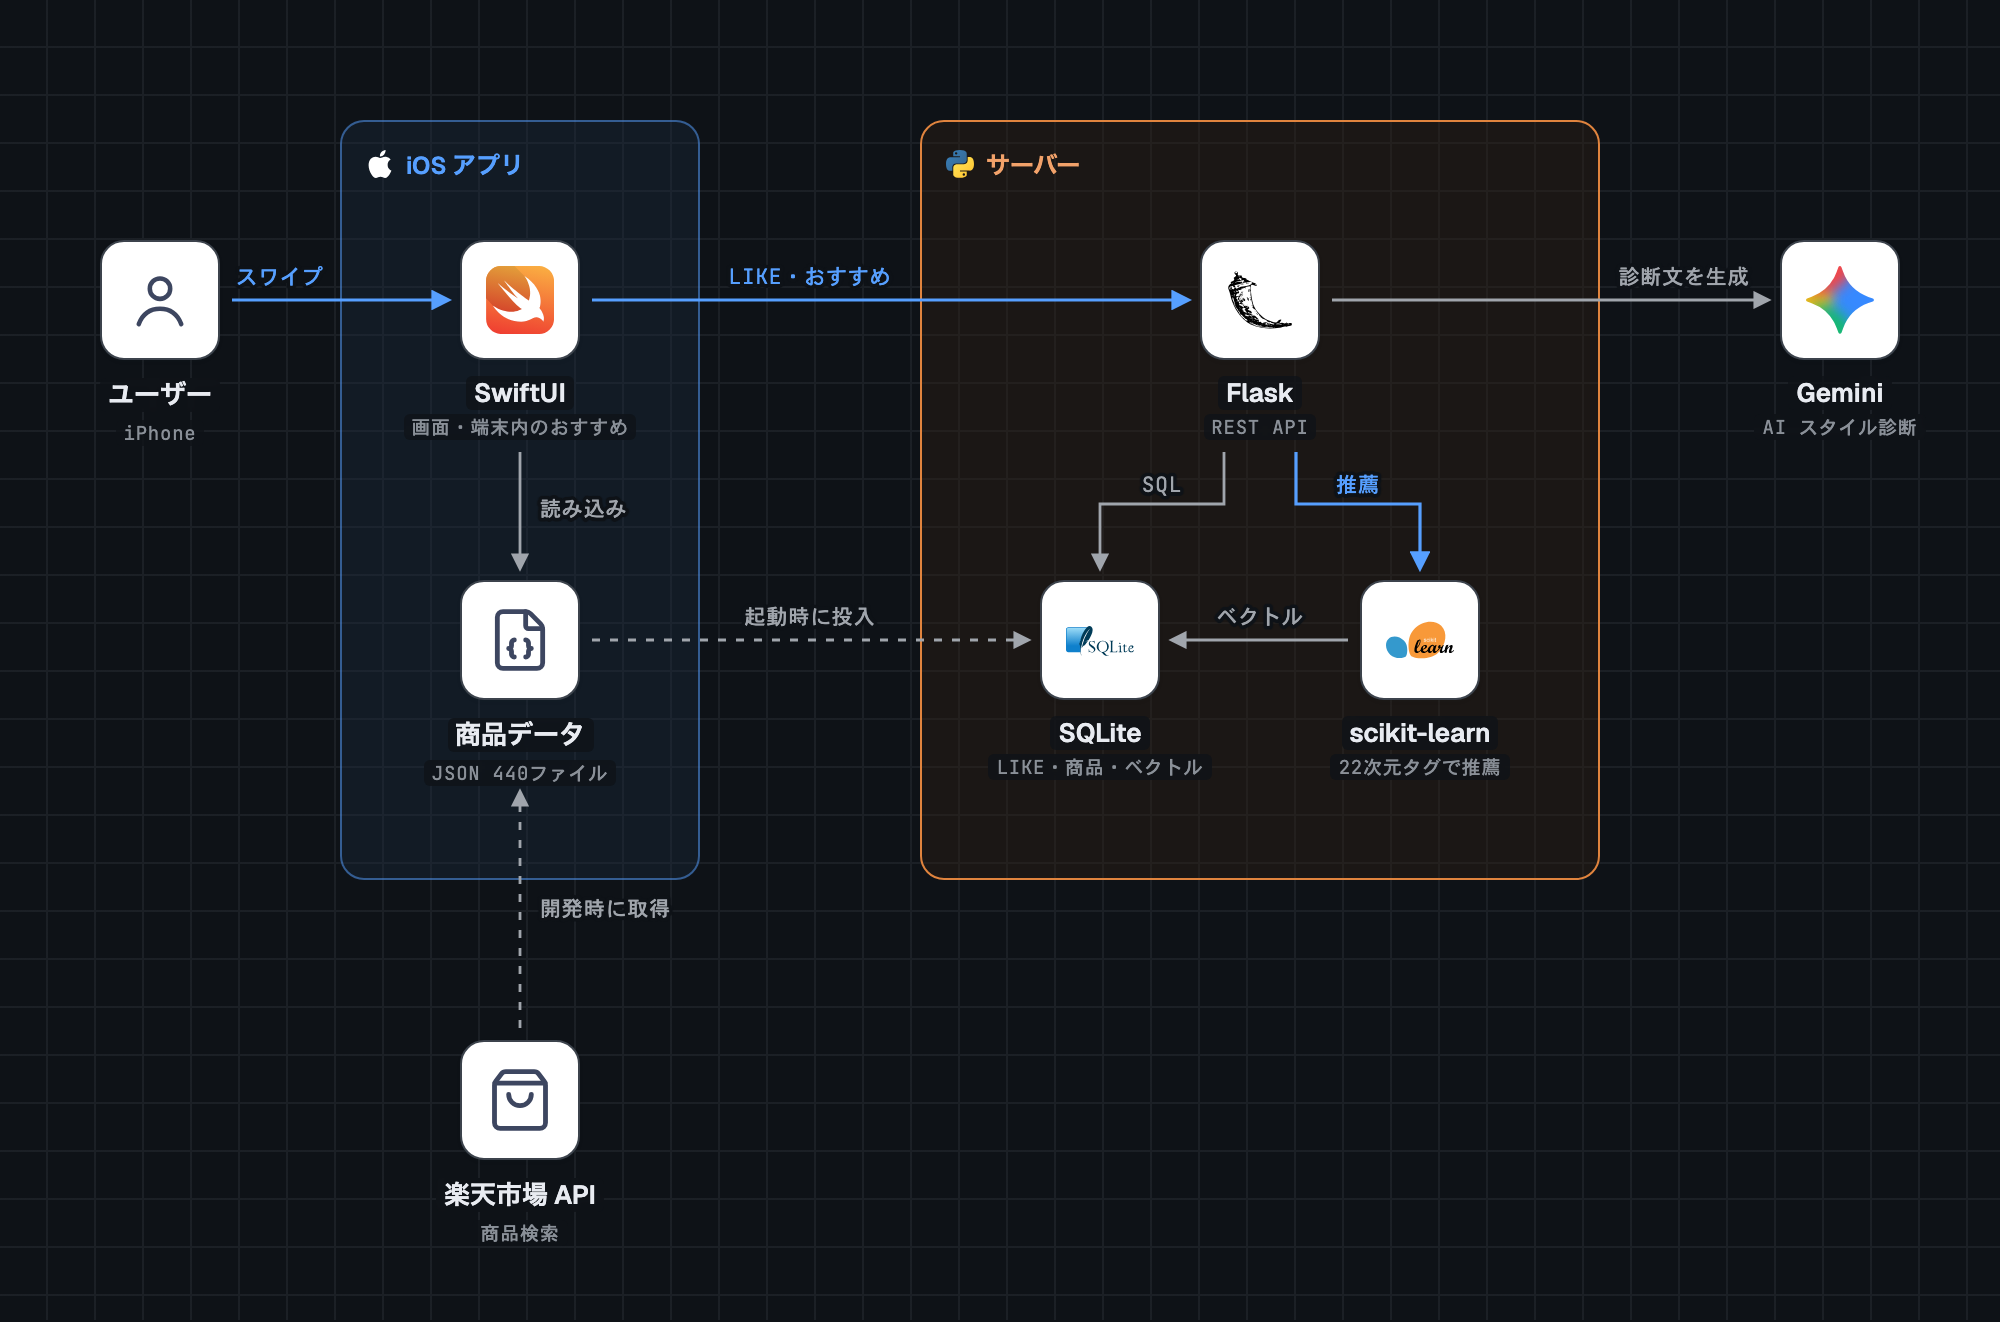 iOS アプリ
サーバー
スワイプ
LIKE・おすすめ
診断文を生成
ユーザー
iPhone
SwiftUI
画面・端末内のおすすめ
Flask
REST API
Gemini
AI スタイル診断
読み込み
SQL
推薦
起動時に投入
ベクトル
SQLite
scikit
learn
商品データ
JSON 440ファイル
SQLite
LIKE・商品・ベクトル
scikit-learn
22次元タグで推薦
開発時に取得
楽天市場 API
商品検索